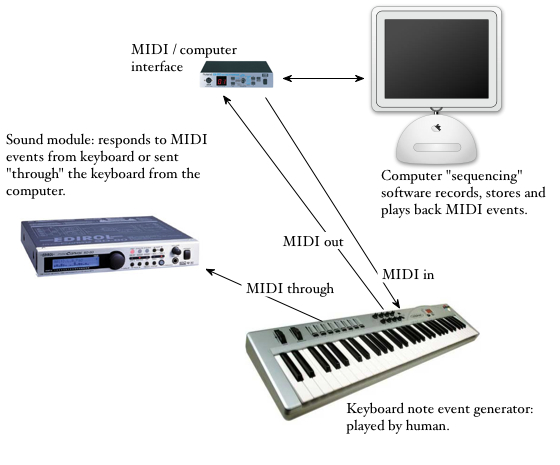 MIDI / computer
interface
Sound module: responds to MIDI
events from keyboard or sent
"through" the keyboard from the
computer.
Computer "sequencing"
software records, stores and
plays back MIDI events.
EDIROL
MIDI out
MIDI in
MIDI through
Keyboard note event generator:
played by human.